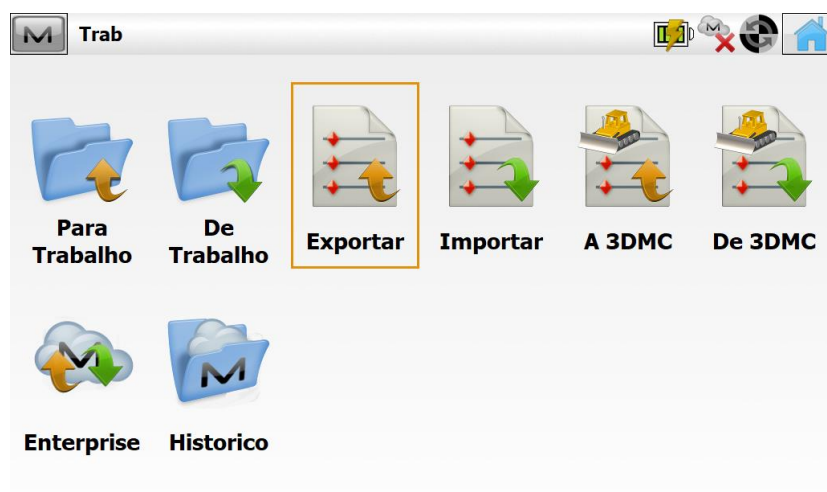 Trab
Para
Trabalho
De
Trabalho
Exportar
Importar
A 3DMC
De 3DMC
Enterprise
Historico